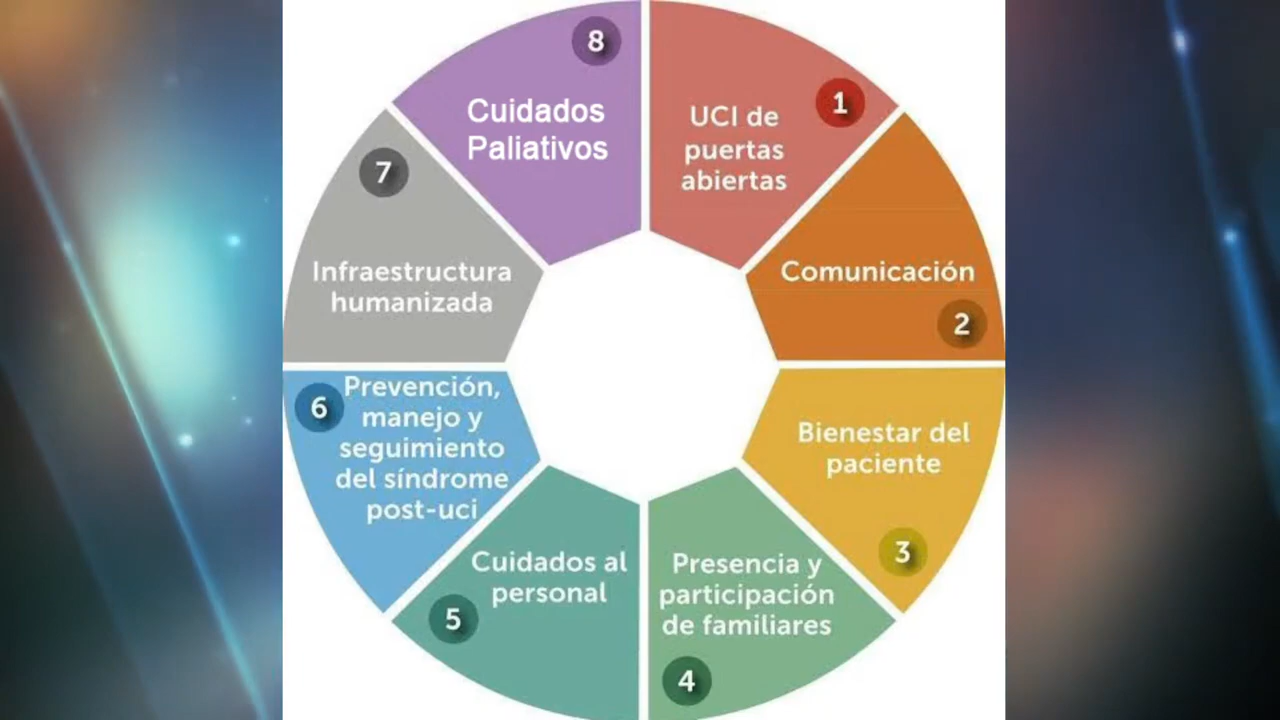 1
UCI de
puertas
abiertas
Comunicación
2
Bienestar del
paciente
3
Presencia y
participación
de familiares
4
Cuidados al
personal
5
6
Prevención,
manejo y
seguimiento
del síndrome
post-uci
7
Infraestructura
humanizada
8
Cuidados
Paliativos